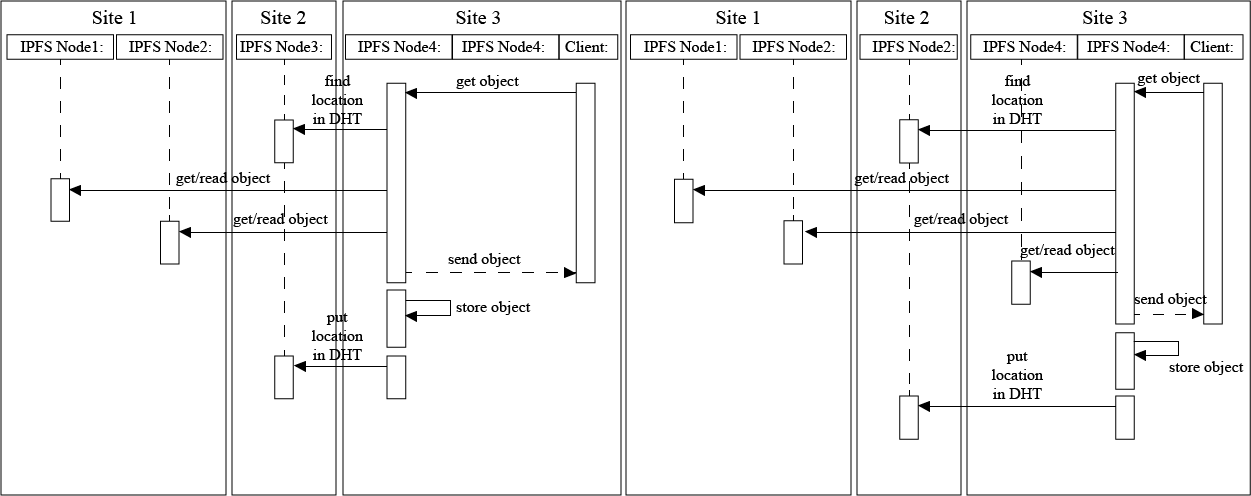 Site 1
Site 2
Site 3
IPFS Node1:
IPFS Node2:
IPFS Node3:
IPFS Node4:
IPFS Node4:
Client:
get object
find
location
in DHT
get/read object
get/read object
send object
store object
put
location
in DHT
Site 1
Site 2
Site 3
IPFS Node1:
IPFS Node2:
IPFS Node2:
IPFS Node4:
IPFS Node4:
Client:
get object
find
location
in DHT
get/read object
get/read object
get/read object
send object
store object
put
location
in DHT